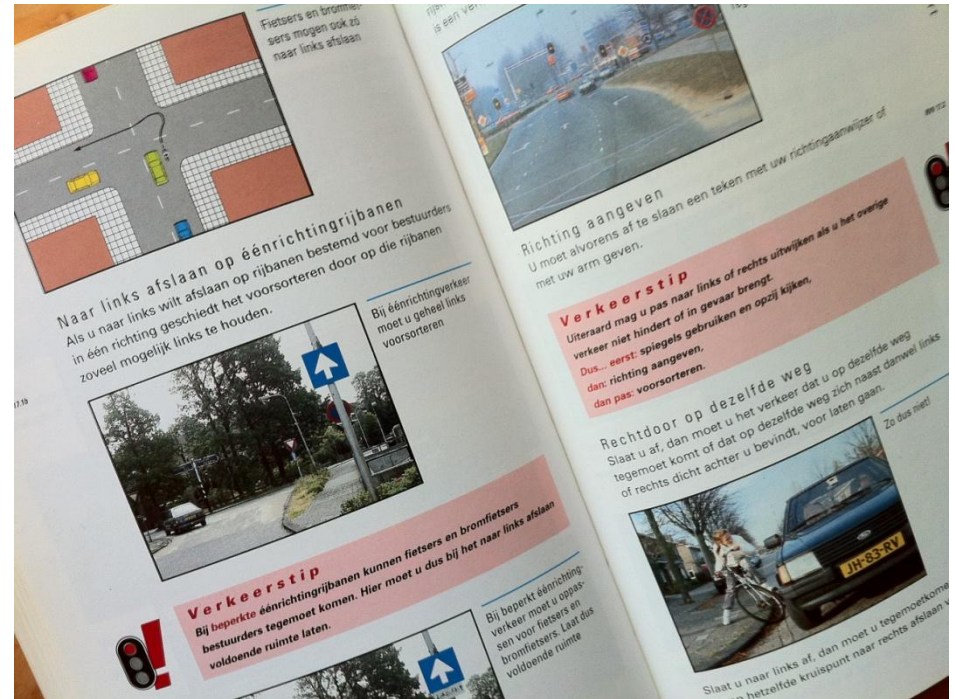 Fietsers en bromfiet-
sers mogen ook zó
naar links afslaan
Naar links afslaan op éénrichtingrijbanen
Als u naar links wilt afslaan op rijbanen bestemd voor bestuurders
in één richting geschiedt het voorsorteren door op die rijbanen
zoveel mogelijk links te houden.
Bij éénrichtingverkeer
moet u geheel links
voorsorteren
Verkeerstip
Bij beperkte éénrichtingrijbanen kunnen fietsers en bromfietsers
bestuurders tegemoet komen. Hier moet u dus bij het naar links afslaan
voldoende ruimte laten.
Bij beperkt éénrichting-
verkeer moet u oppas-
sen voor fietsers en
bromfietsers. Laat dus
voldoende ruimte
is een
Richting aangeven
U moet alvorens af te slaan een teken met uw richtingaanwijzer of
met uw arm geven.
Verkeerstip
Uiteraard mag u pas naar links of rechts uitwijken als u het overige
verkeer niet hindert of in gevaar brengt.
Dus... eerst: spiegels gebruiken en opzij kijken,
dan: richting aangeven,
dan pas: voorsorteren.
Rechtdoor op dezelfde weg
Slaat u af, dan moet u het verkeer dat u op dezelfde weg
tegemoet komt of dat op dezelfde weg zich naast danwel links
of rechts dicht achter u bevindt, voor laten gaan.
Zo dus niet!
JH-83-RV
Slaat u naar links af, dan moet u tegemoetkome
hetzelfde kruispunt naar rechts afslaan